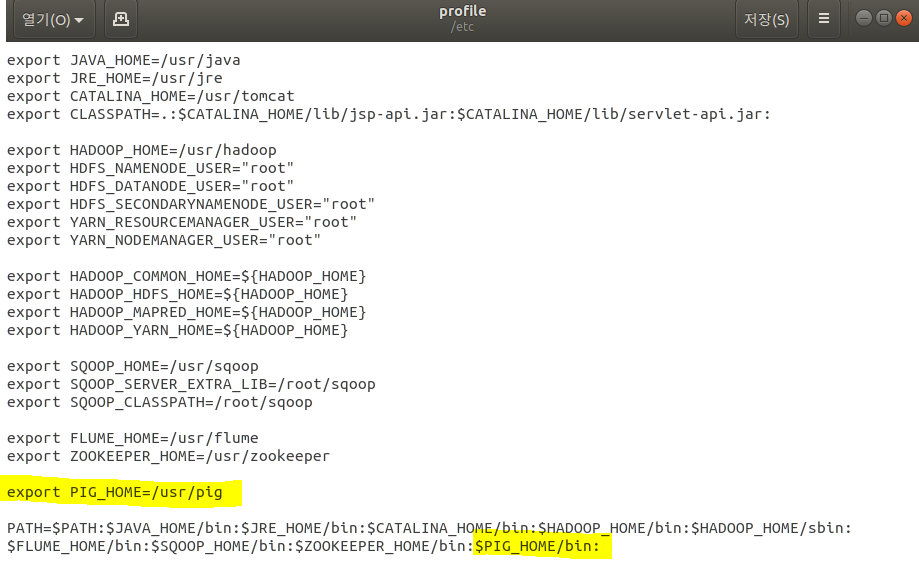 열기(O)
profile
/etc
저장(S)
export JAVA_HOME=/usr/java
export JRE_HOME=/usr/jre
export CATALINA_HOME=/usr/tomcat
export CLASSPATH=.:$CATALINA_HOME/lib/jsp-api.jar:$CATALINA_HOME/lib/servlet-api.jar:
export HADOOP_HOME=/usr/hadoop
export HDFS_NAMENODE_USER="root"
export HDFS_DATANODE_USER="root"
export HDFS_SECONDARYNAMENODE_USER="root"
export YARN_RESOURCEMANAGER_USER="root"
export YARN_NODEMANAGER_USER="root"
export HADOOP_COMMON_HOME=${HADOOP_HOME}
export HADOOP_HDFS_HOME=${HADOOP_HOME}
export HADOOP_MAPRED_HOME=${HADOOP_HOME}
export HADOOP_YARN_HOME=${HADOOP_HOME}
export SQOOP_HOME=/usr/sqoop
export SQOOP_SERVER_EXTRA_LIB=/root/sqoop
export SQOOP_CLASSPATH=/root/sqoop
export FLUME_HOME=/usr/flume
export ZOOKEEPER_HOME=/usr/zookeeper
export PIG_HOME=/usr/pig
PATH=$PATH:$JAVA_HOME/bin:$JRE_HOME/bin:$CATALINA_HOME/bin:$HADOOP_HOME/bin:$HADOOP_HOME/sbin:
$FLUME_HOME/bin:$SQOOP_HOME/bin:$ZOOKEEPER_HOME/bin:$PIG_HOME/bin: